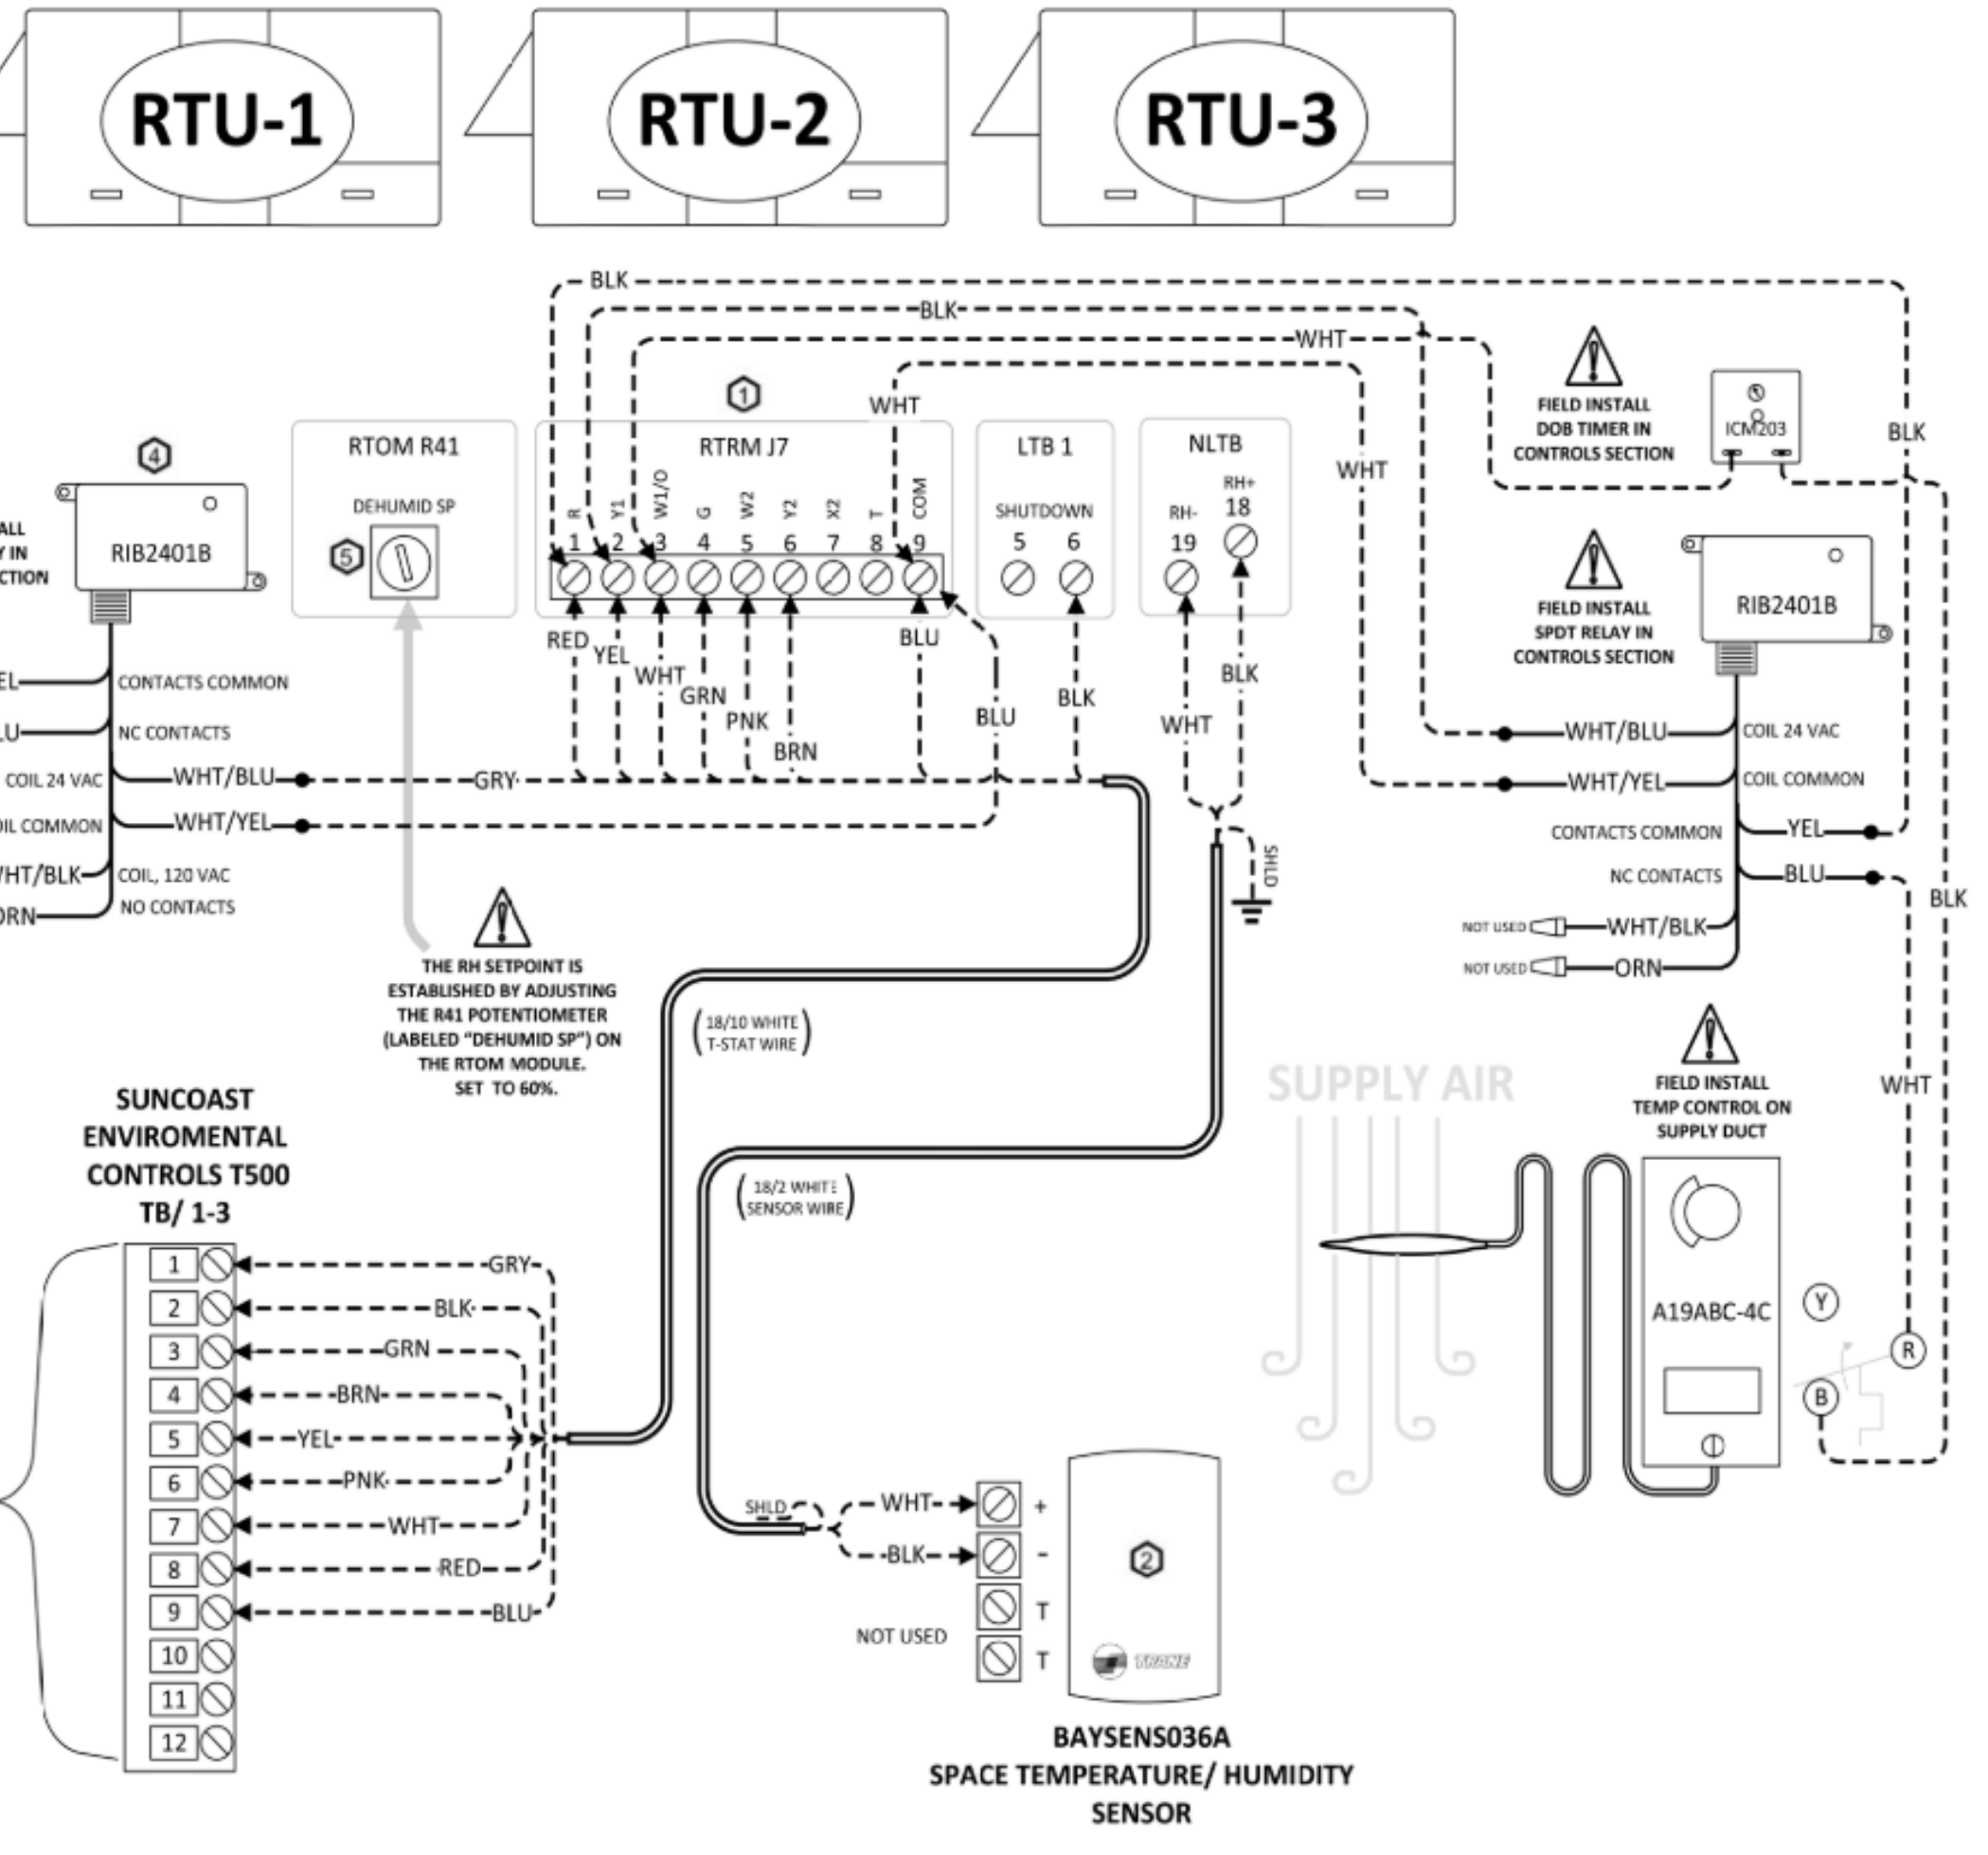 RTU-1
RTU-2
RTU-3
BLK
BLK
WHT
WHT
WHT
BLK
FIELD INSTALL
DOB TIMER IN
CONTROLS SECTION
ICM203
1
4
RIB2401B
CONTACTS COMMON
NC CONTACTS
COIL 24 VAC
WHT/BLU
GRY
WHT/YEL
COIL, 120 VAC
NO CONTACTS
RTOM R41
DEHUMID SP
5
RTRM J7
R
Y1
W1/O
G
W2
Y2
X2
T
COM
1
2
3
4
5
6
7
8
9
RED
YEL
WHT
GRN
PNK
BRN
BLU
BLU
LTB 1
SHUTDOWN
5
6
BLK
NLTB
RH-
19
RH+
18
WHT
BLK
SHLD
FIELD INSTALL
SPDT RELAY IN
CONTROLS SECTION
RIB2401B
WHT/BLU
COIL 24 VAC
WHT/YEL
COIL COMMON
CONTACTS COMMON
YEL
NC CONTACTS
BLU
NOT USED
WHT/BLK
NOT USED
ORN
BLK
WHT
THE RH SETPOINT IS
ESTABLISHED BY ADJUSTING
THE R41 POTENTIOMETER
(LABELED "DEHUMID SP") ON
THE RTOM MODULE.
SET TO 60%.
(18/10 WHITE
T-STAT WIRE)
(18/2 WHITE
SENSOR WIRE)
SUPPLY AIR
FIELD INSTALL
TEMP CONTROL ON
SUPPLY DUCT
A19ABC-4C
Y
R
B
SUNCOAST
ENVIROMENTAL
CONTROLS T500
TB/ 1-3
1 GRY
2 BLK
3 GRN
4 BRN
5 YEL
6 PNK
7 WHT
8 RED
9 BLU
10
11
12
SHLD
WHT +
BLK -
T
NOT USED
T
2
TRANE
BAYSENS036A
SPACE TEMPERATURE/ HUMIDITY
SENSOR